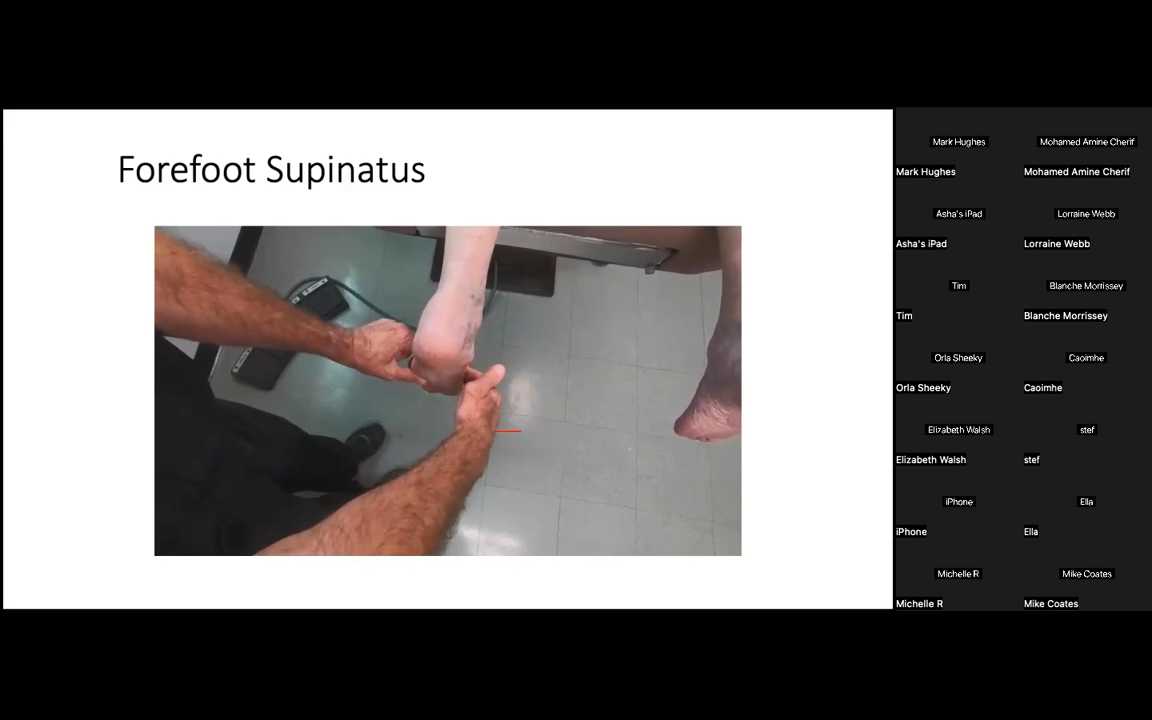 Forefoot Supinatus
Mark Hughes
Mohamed Amine Cherif
Mark Hughes
Mohamed Amine Cherif
Asha's iPad
Lorraine Webb
Asha's iPad
Lorraine Webb
Tim
Blanche Morrissey
Tim
Blanche Morrissey
Orla Sheeky
Caoimhe
Orla Sheeky
Caoimhe
Elizabeth Walsh
stef
Elizabeth Walsh
stef
iPhone
Ella
iPhone
Ella
Michelle R
Mike Coates
Michelle R
Mike Coates